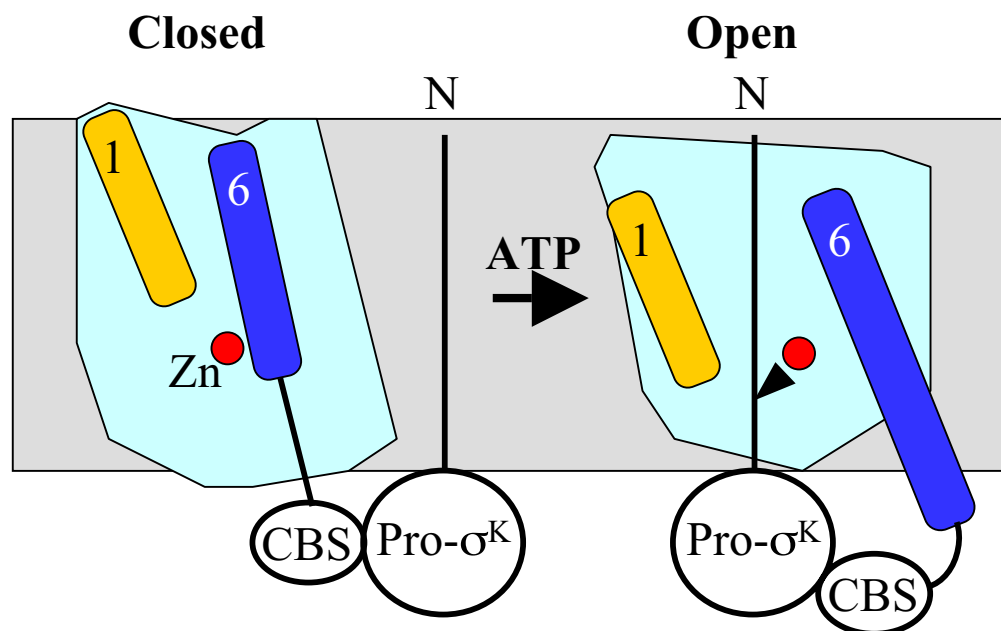 Closed
Open
N
N
1
6
Zn
ATP
1
6
CBS
Pro-σᴷ
Pro-σᴷ
CBS